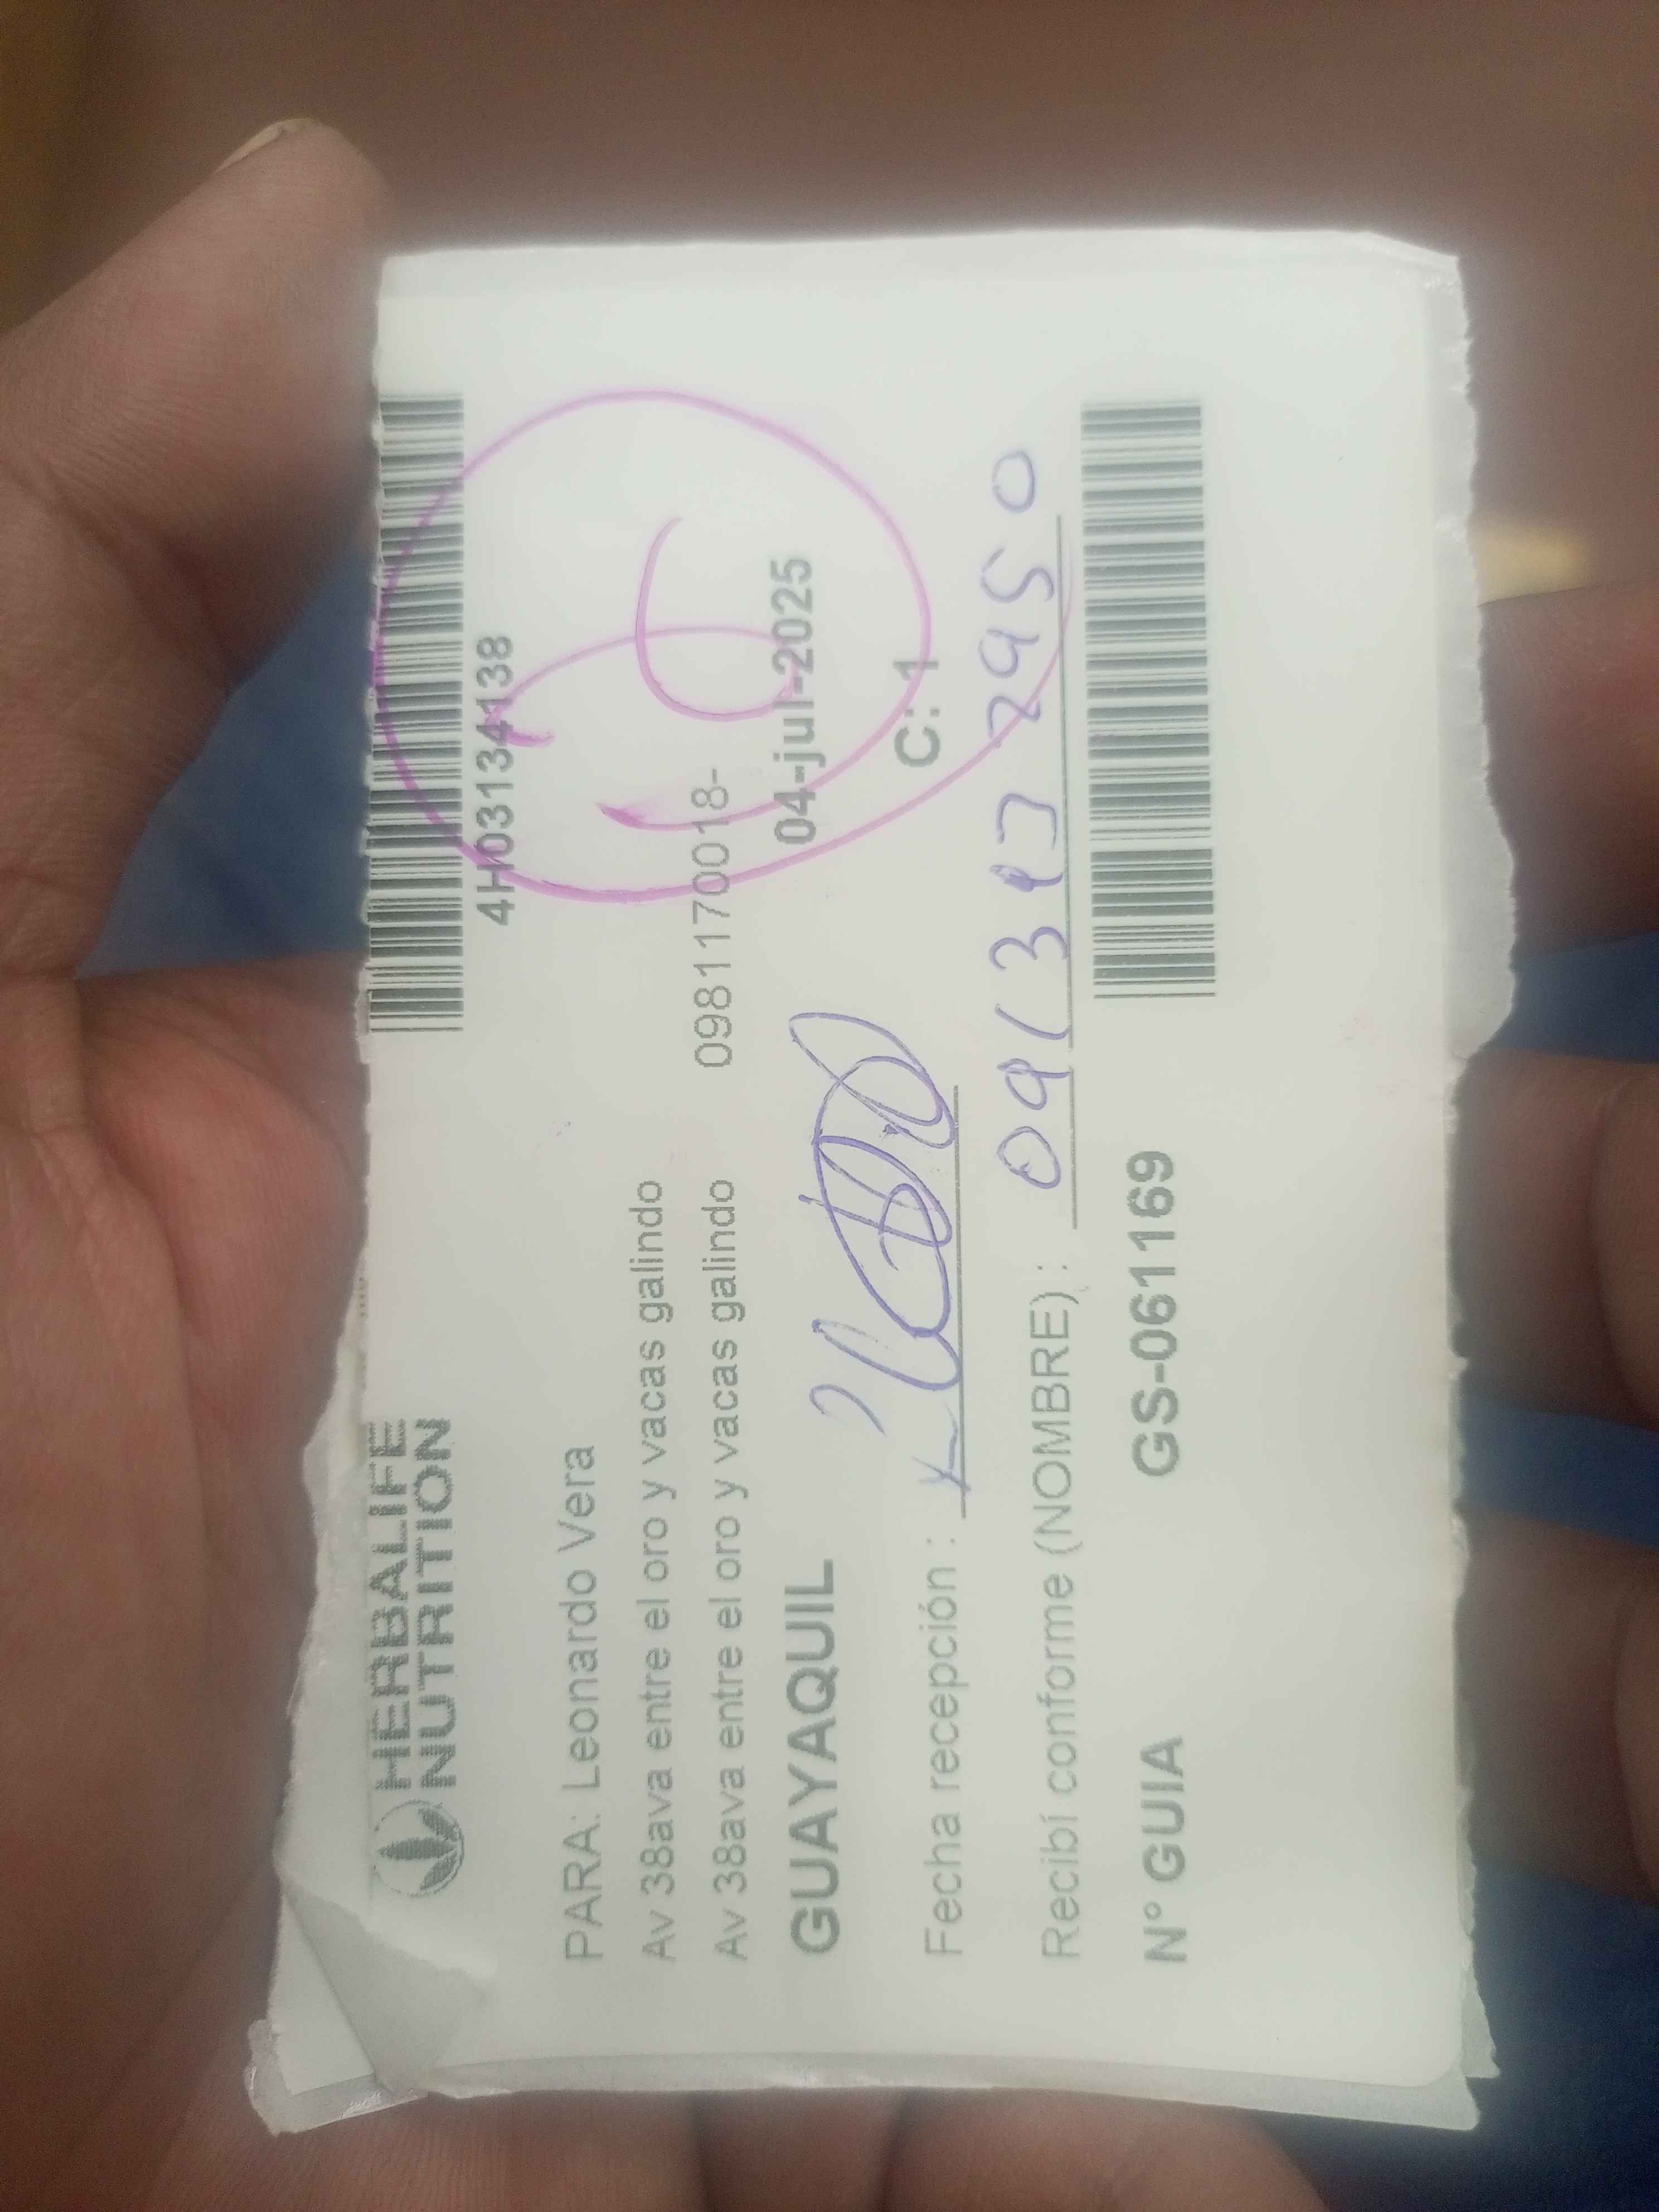 HERBALIFE
NUTRITION
4H03134138
PARA: Leonardo Vera
Av 38ava entre el oro y vacas galindo
Av 38ava entre el oro y vacas galindo 0981170018-
GUAYAQUIL 04-jul-2025
Fecha recepción : C: 1
Recibí conforme (NOMBRE) :
N° GUIA GS-061169